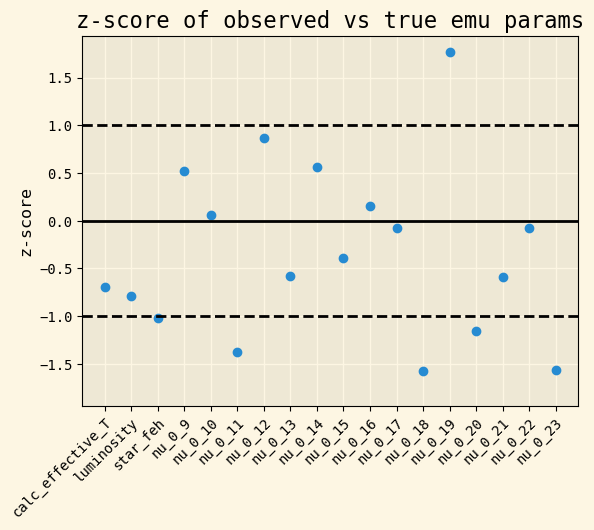 z-score of observed vs true emu params
z-score
1.5
1.0
0.5
0.0
−0.5
−1.0
−1.5
calc_effective_T
luminosity
star_feh
nu_0_9
nu_0_10
nu_0_11
nu_0_12
nu_0_13
nu_0_14
nu_0_15
nu_0_16
nu_0_17
nu_0_18
nu_0_19
nu_0_20
nu_0_21
nu_0_22
nu_0_23